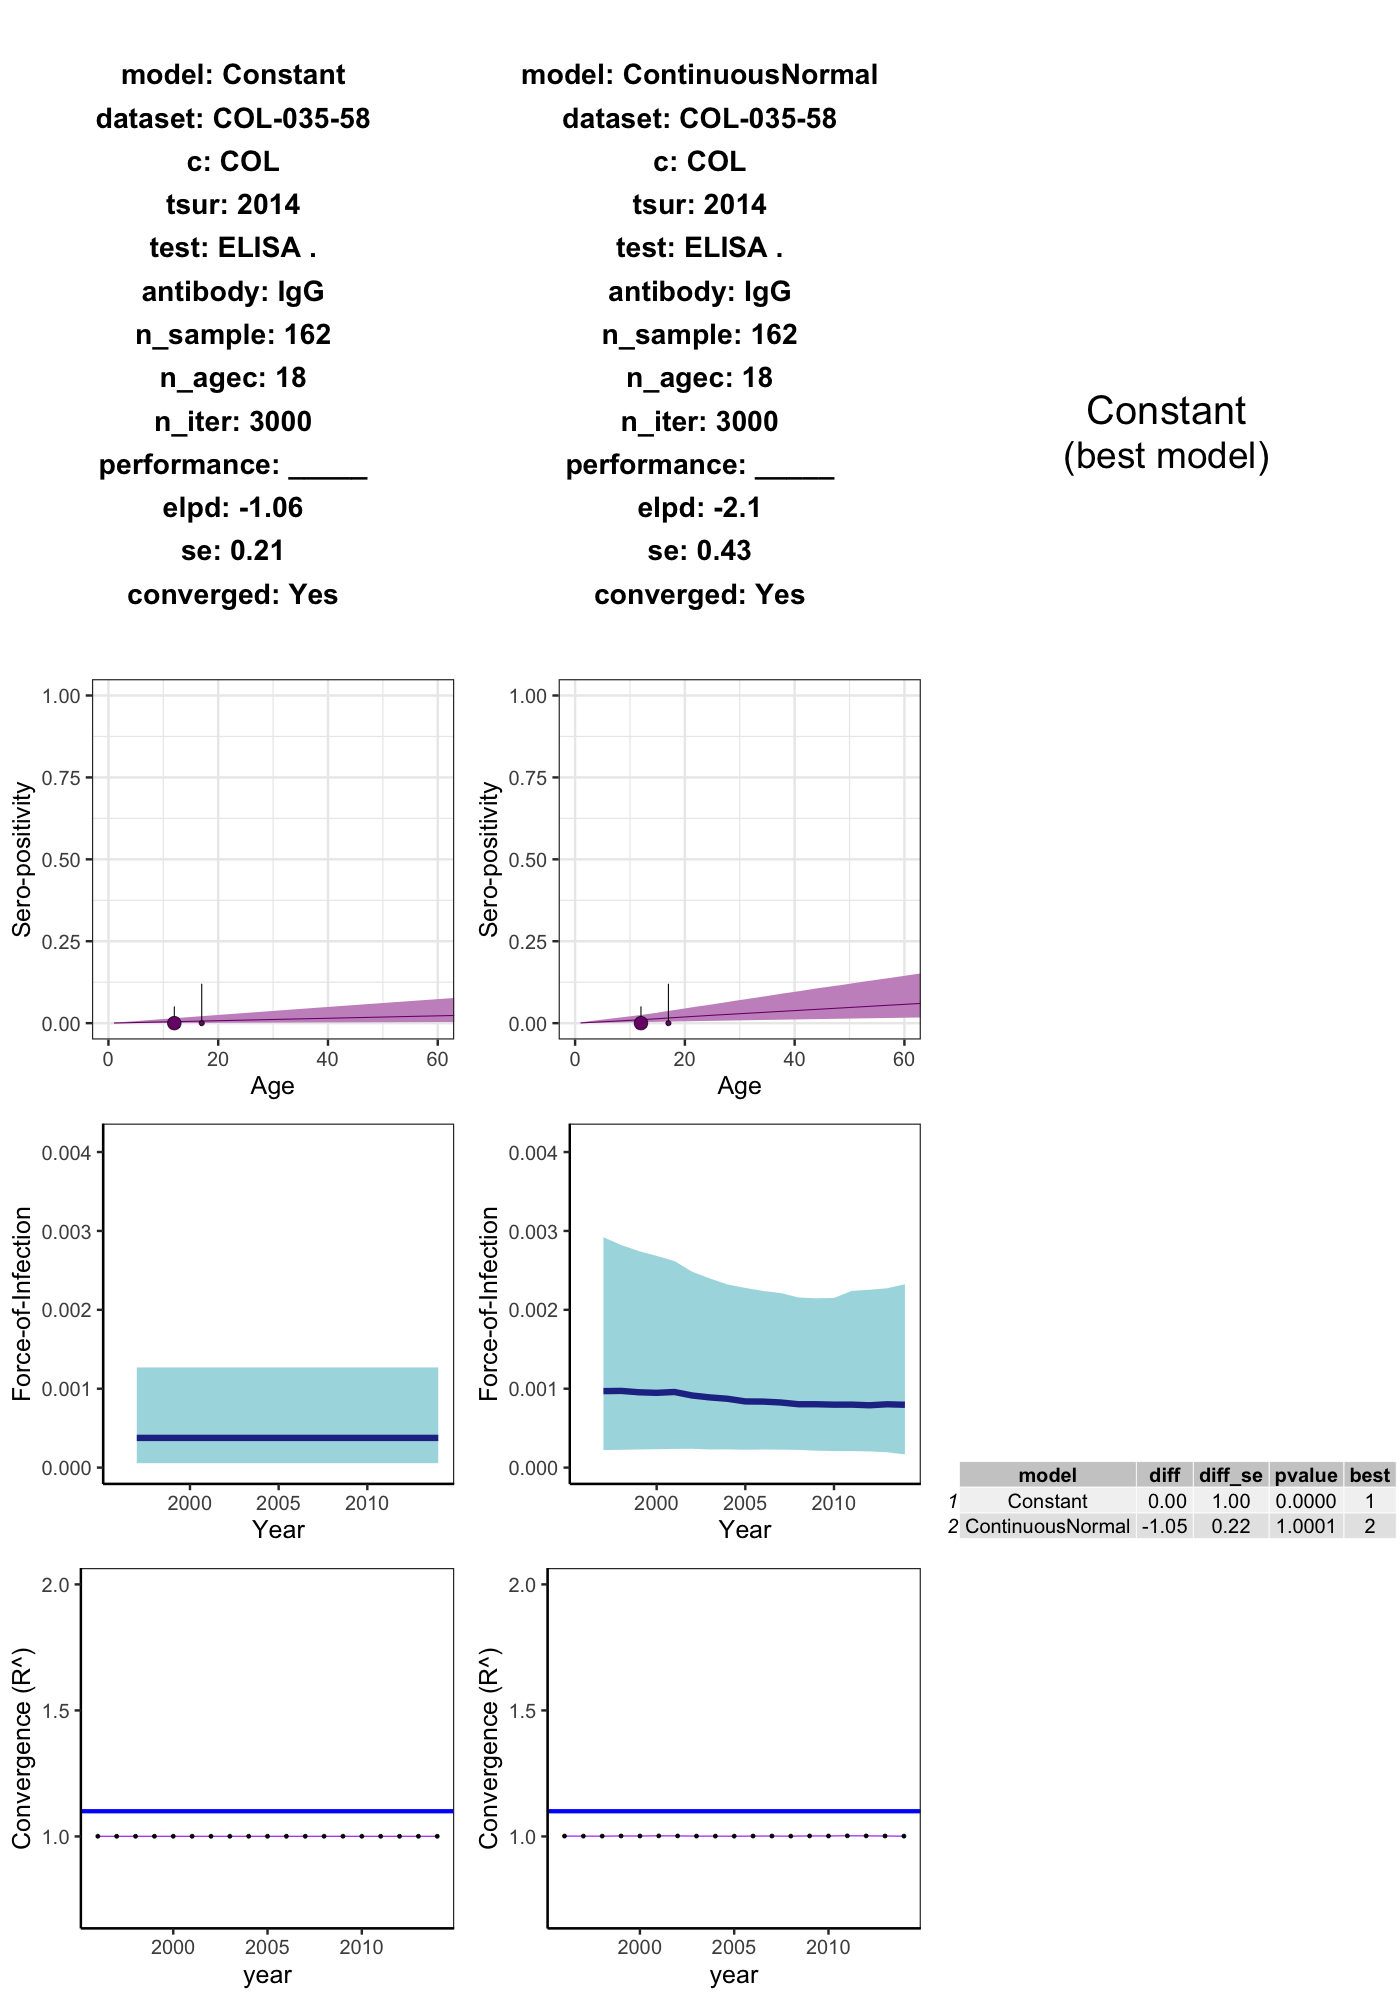 model: Constant
dataset: COL-035-58
c: COL
tsur: 2014
test: ELISA .
antibody: IgG
n_sample: 162
n_agec: 18
n_iter: 3000
performance: _____
elpd: -1.06
se: 0.21
converged: Yes
model: ContinuousNormal
dataset: COL-035-58
c: COL
tsur: 2014
test: ELISA .
antibody: IgG
n_sample: 162
n_agec: 18
n_iter: 3000
performance: _____
elpd: -2.1
se: 0.43
converged: Yes
Constant
(best model)
Sero-positivity
1.00
0.75
0.50
0.25
0.00
0 20 40 60
Age
Sero-positivity
1.00
0.75
0.50
0.25
0.00
0 20 40 60
Age
Force-of-Infection
0.004
0.003
0.002
0.001
0.000
2000 2005 2010
Year
Force-of-Infection
0.004
0.003
0.002
0.001
0.000
2000 2005 2010
Year
model diff diff_se pvalue best
1 Constant 0.00 1.00 0.0000 1
2 ContinuousNormal -1.05 0.22 1.0001 2
Convergence (R^)
2.0
1.5
1.0
2000 2005 2010
year
Convergence (R^)
2.0
1.5
1.0
2000 2005 2010
year